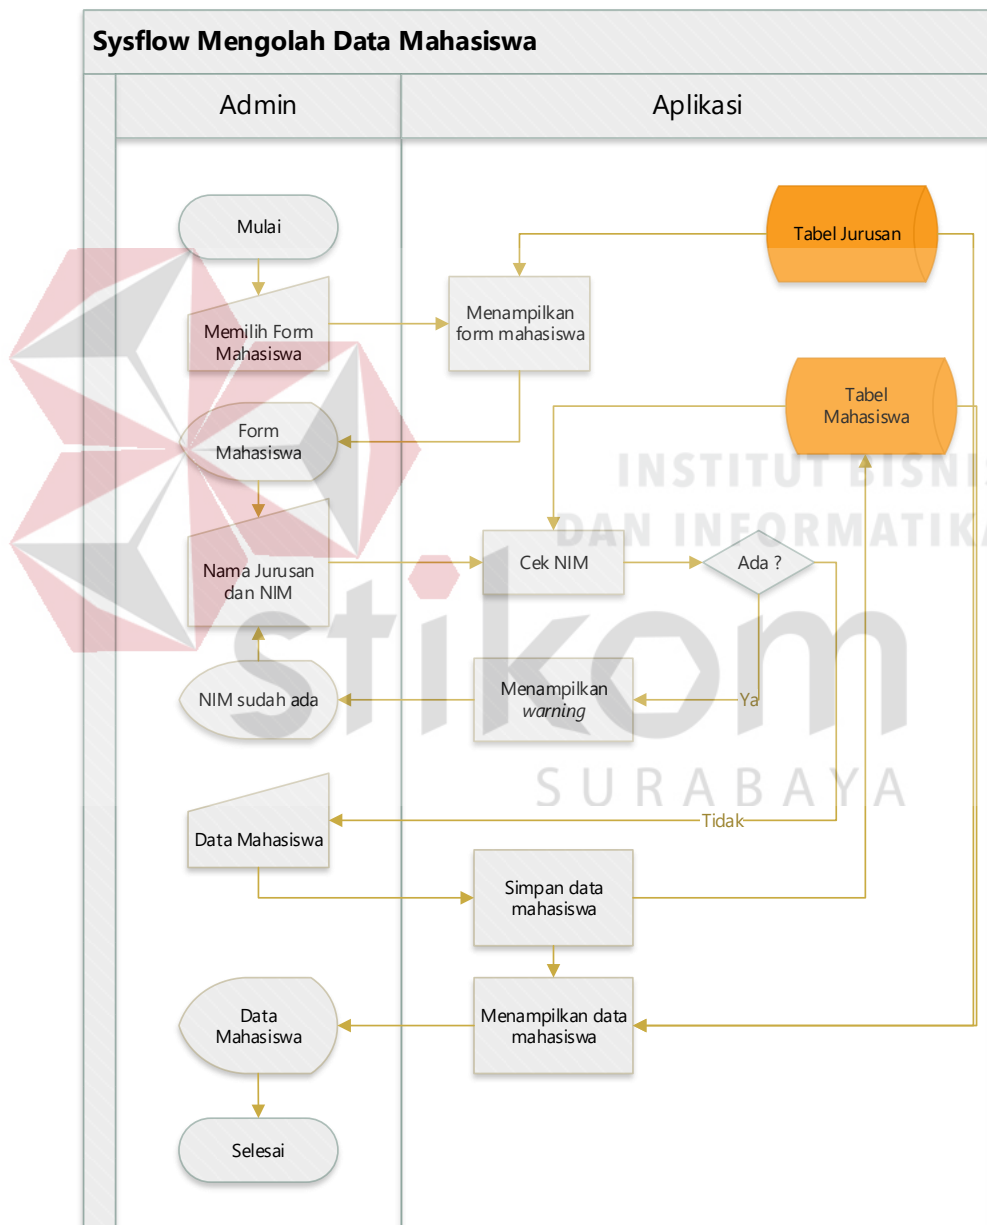 Sysflow Mengolah Data Mahasiswa
Admin
Aplikasi
Mulai
Tabel Jurusan
Memilih Form
Mahasiswa
Menampilkan
form mahasiswa
Tabel
Mahasiswa
Form
Mahasiswa
INSTITUT BISNIS
DAN INFORMATIKA
Nama Jurusan
dan NIM
Cek NIM
Ada ?
stikom
NIM sudah ada
Menampilkan
warning
Ya
SURABAYA
Data Mahasiswa
Tidak
Simpan data
mahasiswa
Data
Mahasiswa
Menampilkan data
mahasiswa
Selesai